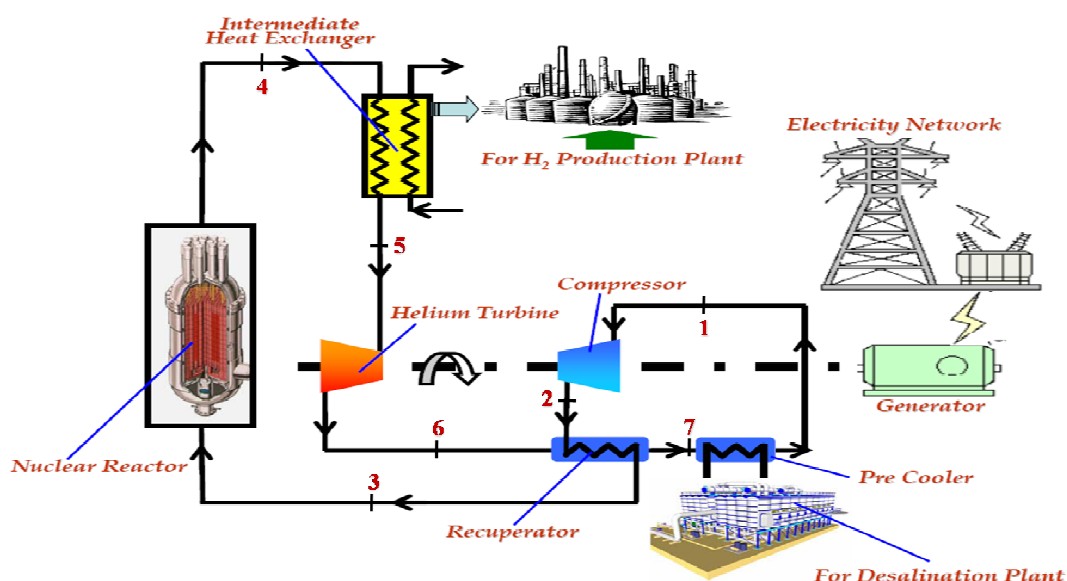 Intermediate
Heat Exchanger
4
For H2 Production Plant
Electricity Network
5
Compressor
Helium Turbine
1
2
Generator
6
7
Nuclear Reactor
Pre Cooler
3
Recuperator
For Desalination Plant